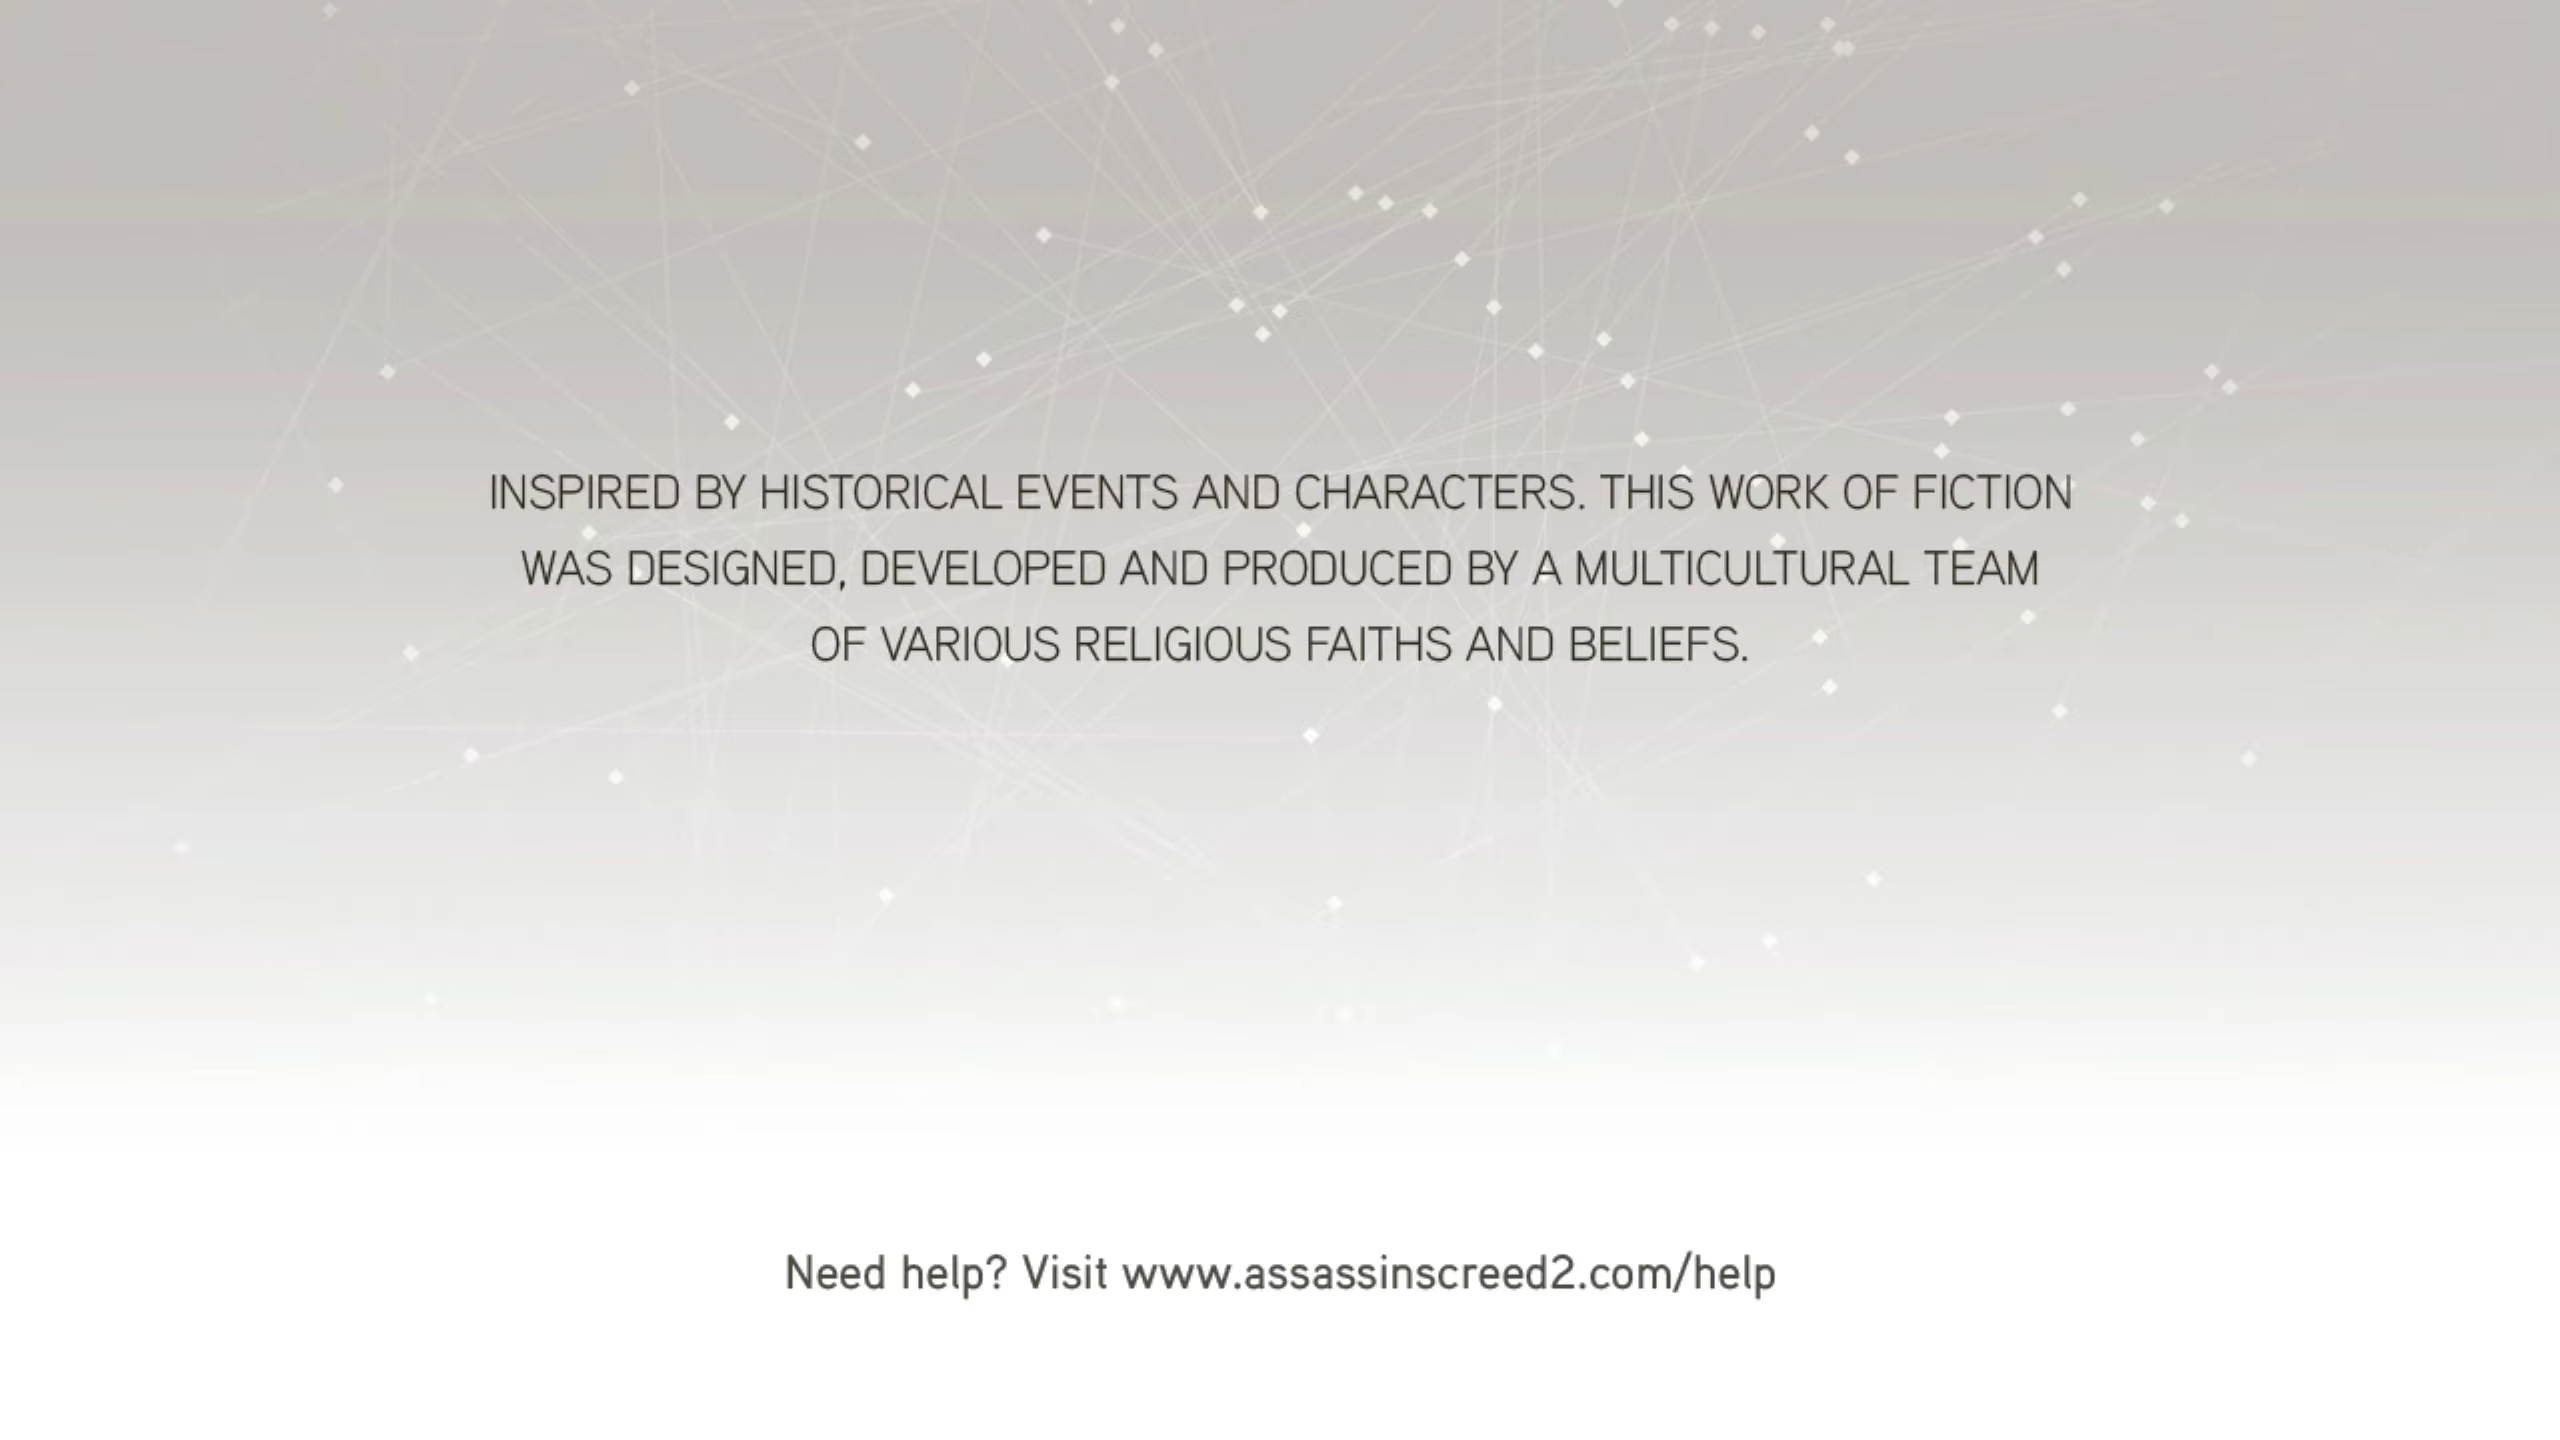 INSPIRED BY HISTORICAL EVENTS AND CHARACTERS. THIS WORK OF FICTION
WAS DESIGNED, DEVELOPED AND PRODUCED BY A MULTICULTURAL TEAM
OF VARIOUS RELIGIOUS FAITHS AND BELIEFS.
Need help? Visit www.assassinscreed2.com/help